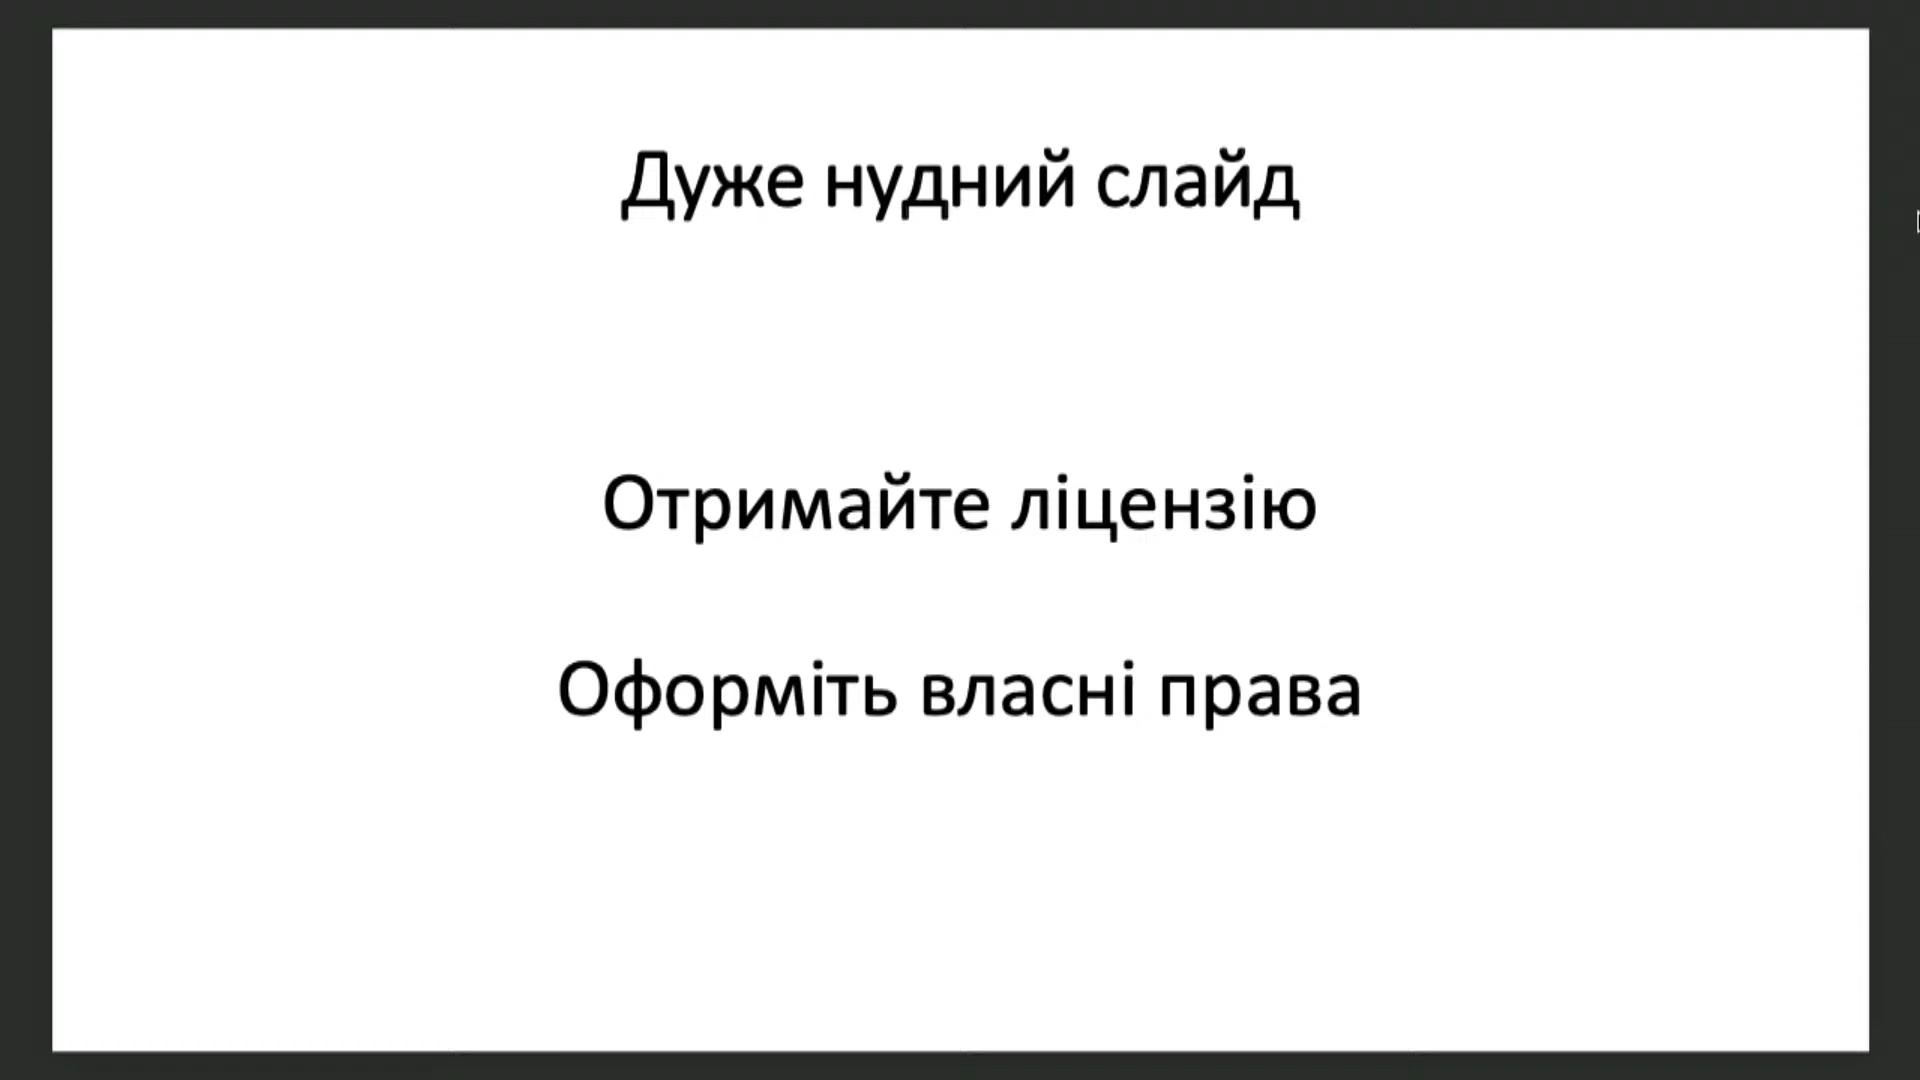 Дуже нудний слайд
Отримайте ліцензію
Оформіть власні права